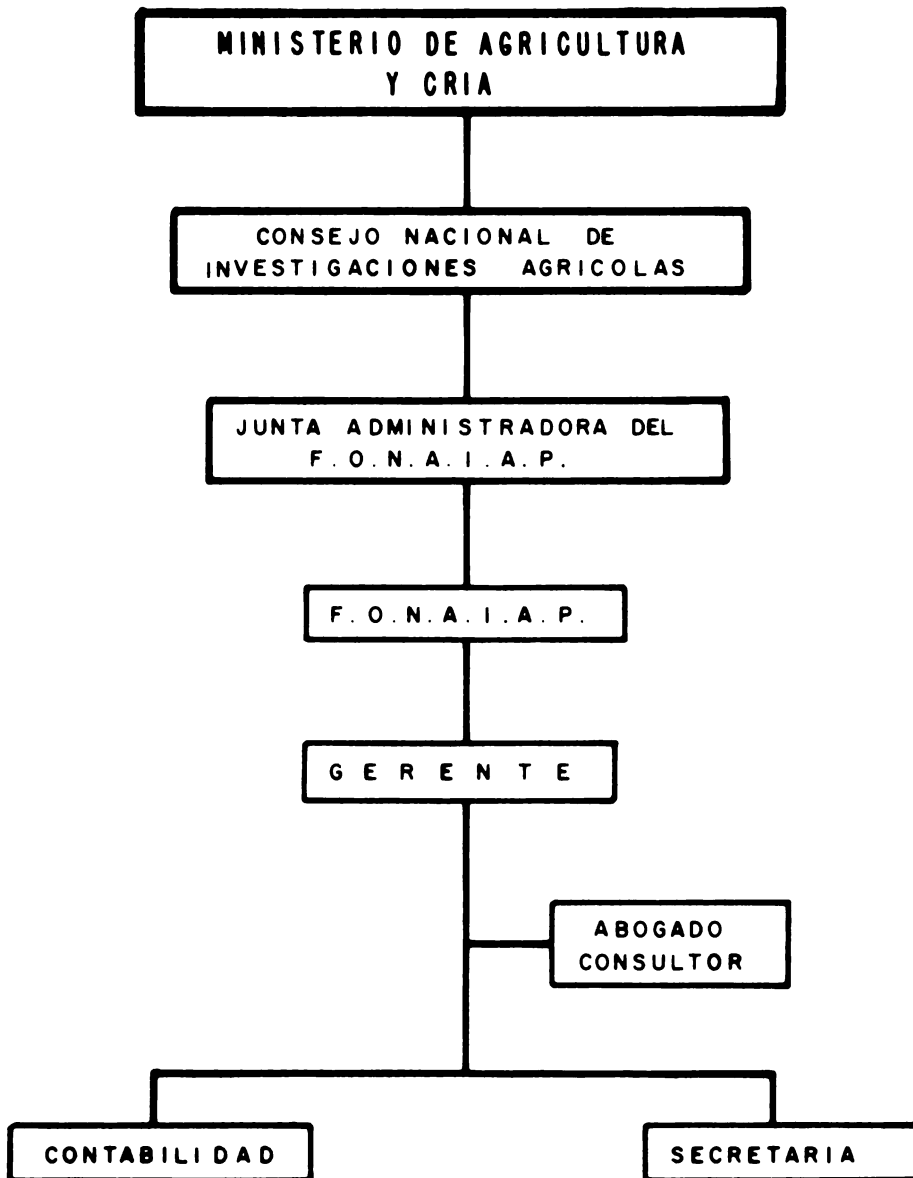 MINISTERIO DE AGRICULTURA
Y CRIA
CONSEJO NACIONAL DE
INVESTIGACIONES AGRICOLAS
JUNTA ADMINISTRADORA DEL
F.O.N.A.I.A.P.
F.O.N.A.I.A.P.
GERENTE
ABOGADO
CONSULTOR
CONTABILIDAD
SECRETARIA